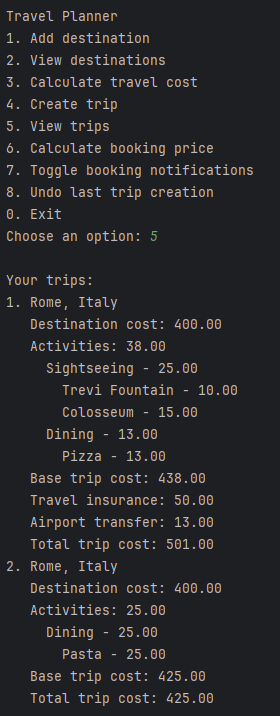 Travel Planner
1. Add destination
2. View destinations
3. Calculate travel cost
4. Create trip
5. View trips
6. Calculate booking price
7. Toggle booking notifications
8. Undo last trip creation
0. Exit
Choose an option: 5

Your trips:
1. Rome, Italy
   Destination cost: 400.00
   Activities: 38.00
     Sightseeing - 25.00
       Trevi Fountain - 10.00
       Colosseum - 15.00
     Dining - 13.00
       Pizza - 13.00
   Base trip cost: 438.00
   Travel insurance: 50.00
   Airport transfer: 13.00
   Total trip cost: 501.00
2. Rome, Italy
   Destination cost: 400.00
   Activities: 25.00
     Dining - 25.00
       Pasta - 25.00
   Base trip cost: 425.00
   Total trip cost: 425.00